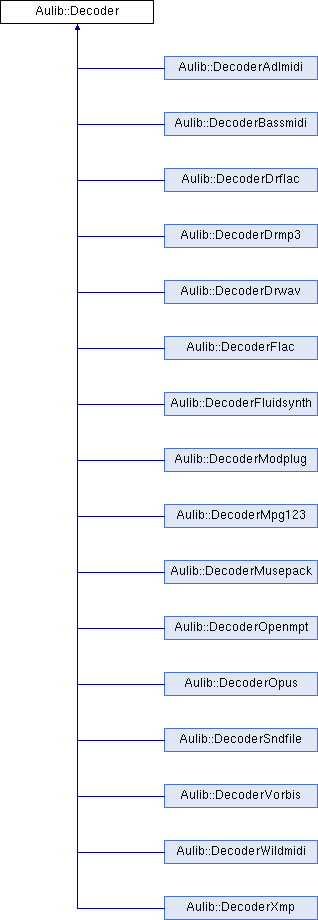 Aulib::Decoder
Aulib::DecoderAdlmidi
Aulib::DecoderBassmidi
Aulib::DecoderDrflac
Aulib::DecoderDrmp3
Aulib::DecoderDrwav
Aulib::DecoderFlac
Aulib::DecoderFluidsynth
Aulib::DecoderModplug
Aulib::DecoderMpg123
Aulib::DecoderMusepack
Aulib::DecoderOpenmpt
Aulib::DecoderOpus
Aulib::DecoderSndfile
Aulib::DecoderVorbis
Aulib::DecoderWildmidi
Aulib::DecoderXmp